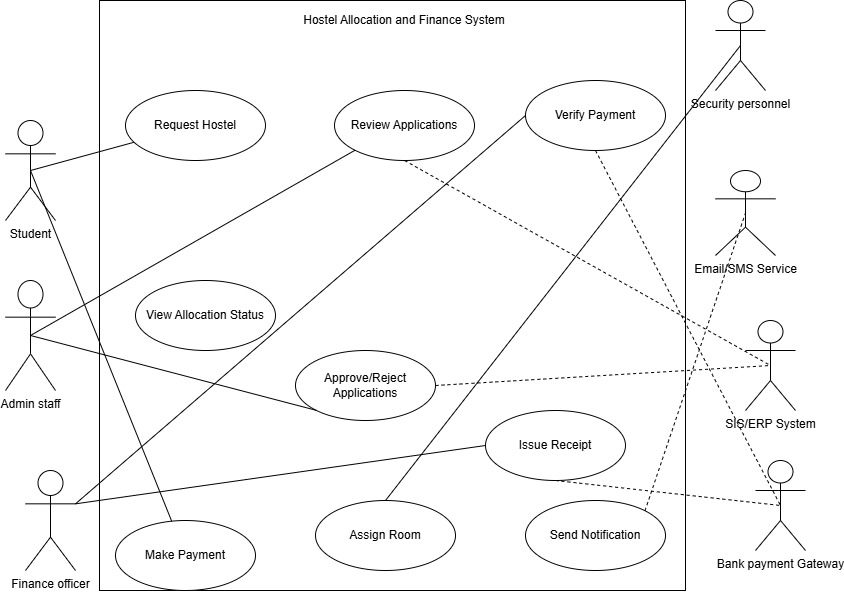 Hostel Allocation and Finance System
Security personnel
Request Hostel
Review Applications
Verify Payment
Student
Email/SMS Service
View Allocation Status
Admin staff
Approve/Reject
Applications
SIS/ERP System
Issue Receipt
Assign Room
Send Notification
Make Payment
Bank payment Gateway
Finance officer